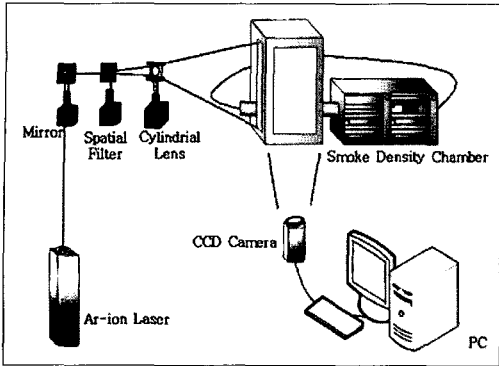 Mirror
Spatial
Filter
Cylindrial
Lens
Smoke Density Chamber
CCD Camera
Ar-ion Laser
PC